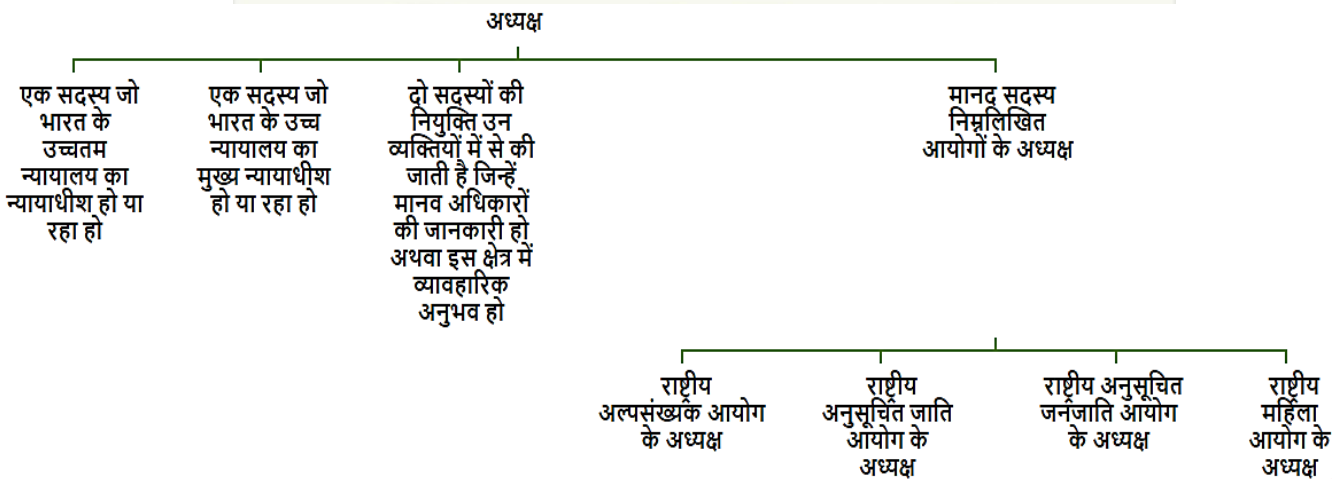 अध्यक्ष
एक सदस्य जो
भारत के
उच्चतम
न्यायालय का
न्यायाधीश हो या
रहा हो
एक सदस्य जो
भारत के उच्च
न्यायालय का
मुख्य न्यायाधीश
हो या रहा हो
दो सदस्यों की
नियुक्ति उन
व्यक्तियों में से की
जाती है जिन्हें
मानव अधिकारों
की जानकारी हो
अथवा इस क्षेत्र में
व्यावहारिक
अनुभव हो
मानद सदस्य
निम्नलिखित
आयोगों के अध्यक्ष
राष्ट्रीय
अल्पसंख्यक आयोग
के अध्यक्ष
राष्ट्रीय
अनुसूचित जाति
आयोग के
अध्यक्ष
राष्ट्रीय अनुसूचित
जनजाति आयोग
के अध्यक्ष
राष्ट्रीय
महिला
आयोग के
अध्यक्ष